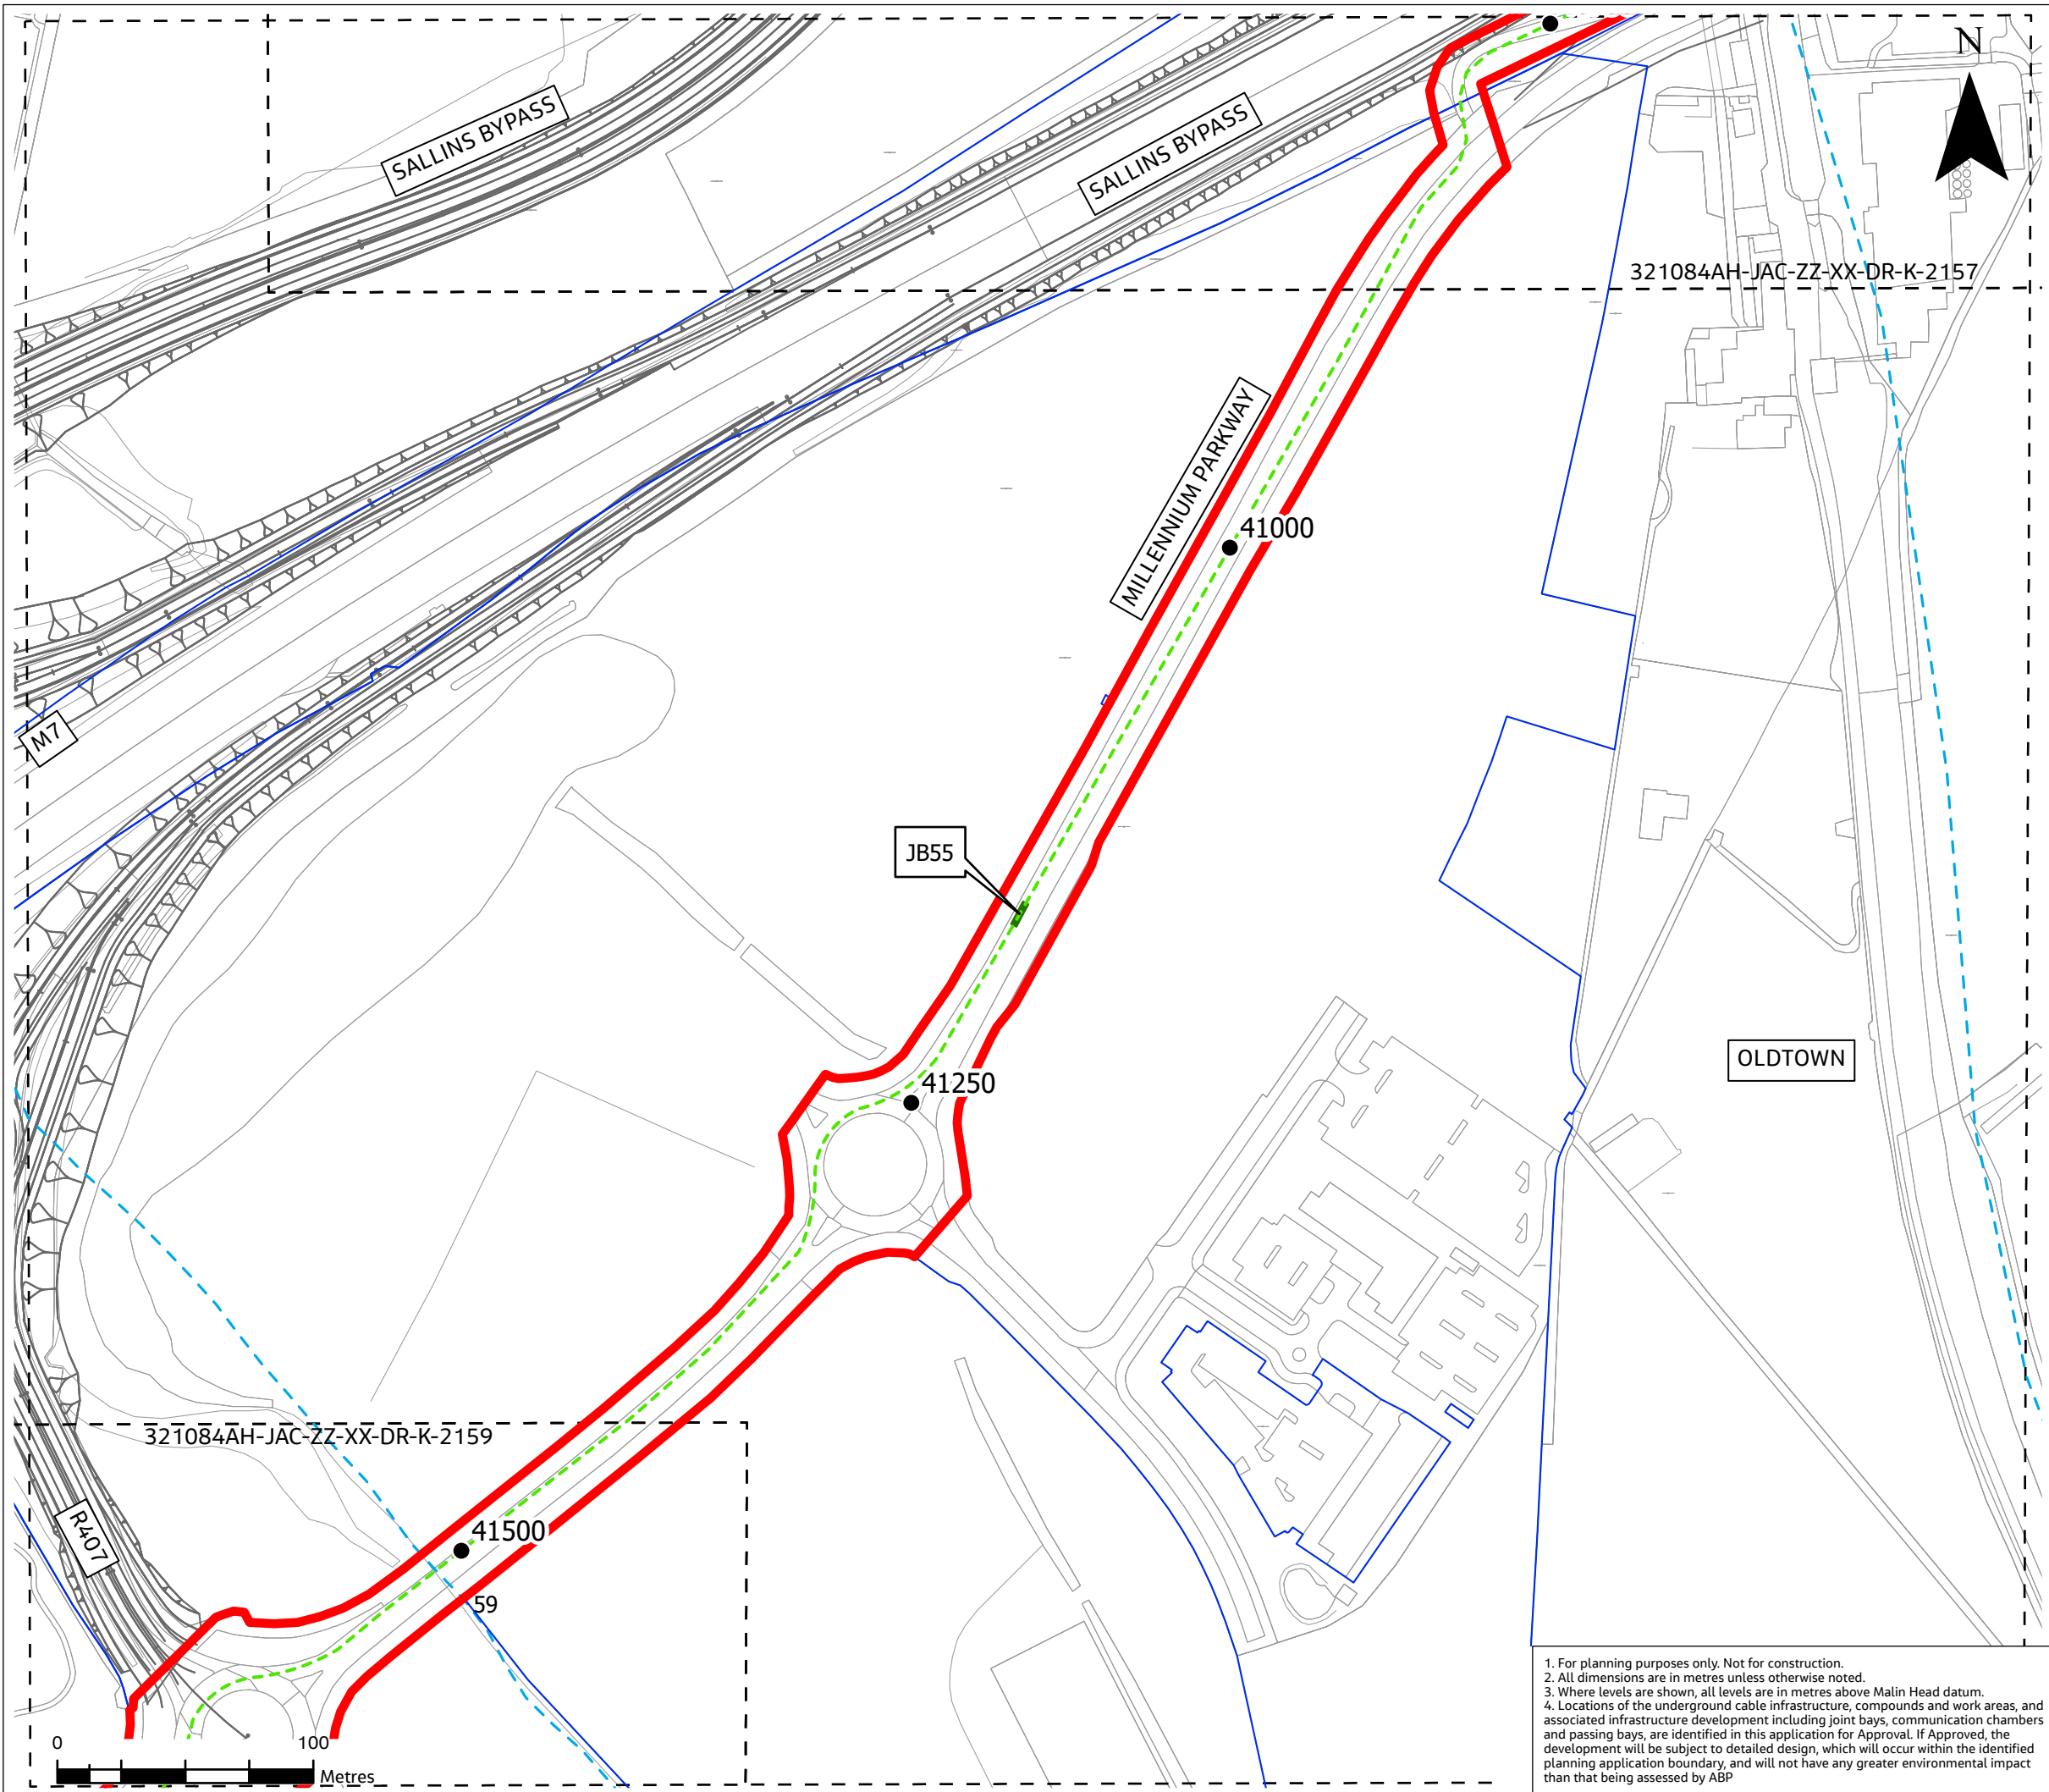 N
SALLINS BYPASS
SALLINS BYPASS
321084AH-JAC-ZZ-XX-DR-K-2157
MILLENNIUM PARKWAY
41000
M7
JB55
OLDTOWN
41250
321084AH-JAC-ZZ-XX-DR-K-2159
R407
41500
59
0 100
Metres
1. For planning purposes only. Not for construction.
2. All dimensions are in metres unless otherwise noted.
3. Where levels are shown, all levels are in metres above Malin Head datum.
4. Locations of the underground cable infrastructure, compounds and work areas, and
associated infrastructure development including joint bays, communication chambers
and passing bays, are identified in this application for Approval. If Approved, the
development will be subject to detailed design, which will occur within the identified
planning application boundary, and will not have any greater environmental impact
than that being assessed by ABP